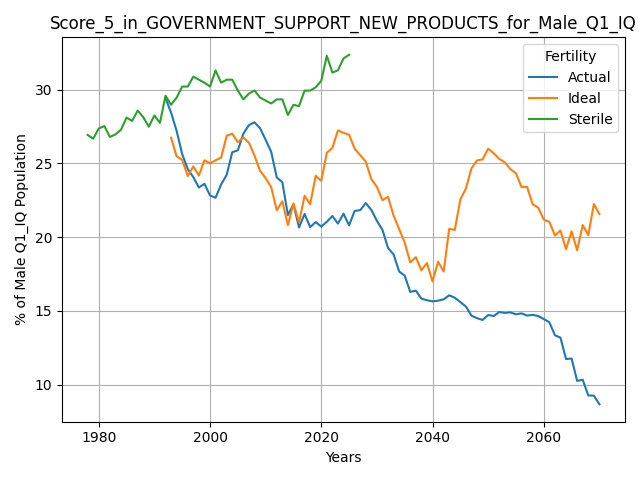 Score_5_in_GOVERNMENT_SUPPORT_NEW_PRODUCTS_for_Male_Q1_IQ
Fertility
Actual
Ideal
Sterile
% of Male Q1_IQ Population
30
25
20
15
10
1980
2000
2020
2040
2060
Years